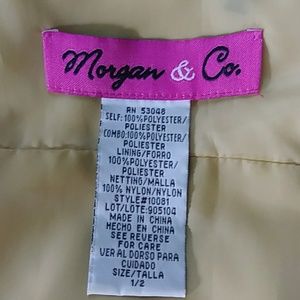 Morgan & Co.
RN 53048
SELF: 100%POLYESTER/
POLIESTER
COMBO:100%POLYESTER/
POLIESTER
LINING/FORRO
100%POLYESTER/
POLIESTER
NETTING/MALLA
100% NYLON/NYLON
STYLE#10081
LOT/LOTE:905104
MADE IN CHINA
HECHO EN CHINA
SEE REVERSE
FOR CARE
VER AL DORSO PARA
CUIDADO
SIZE/TALLA
1/2